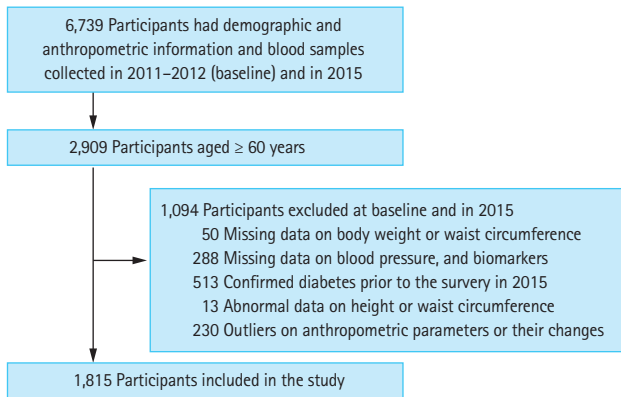 6,739 Participants had demographic and
anthropometric information and blood samples
collected in 2011–2012 (baseline) and in 2015
2,909 Participants aged ≥ 60 years
1,094 Participants excluded at baseline and in 2015
50 Missing data on body weight or waist circumference
288 Missing data on blood pressure, and biomarkers
513 Confirmed diabetes prior to the survery in 2015
13 Abnormal data on height or waist circumference
230 Outliers on anthropometric parameters or their changes
1,815 Participants included in the study